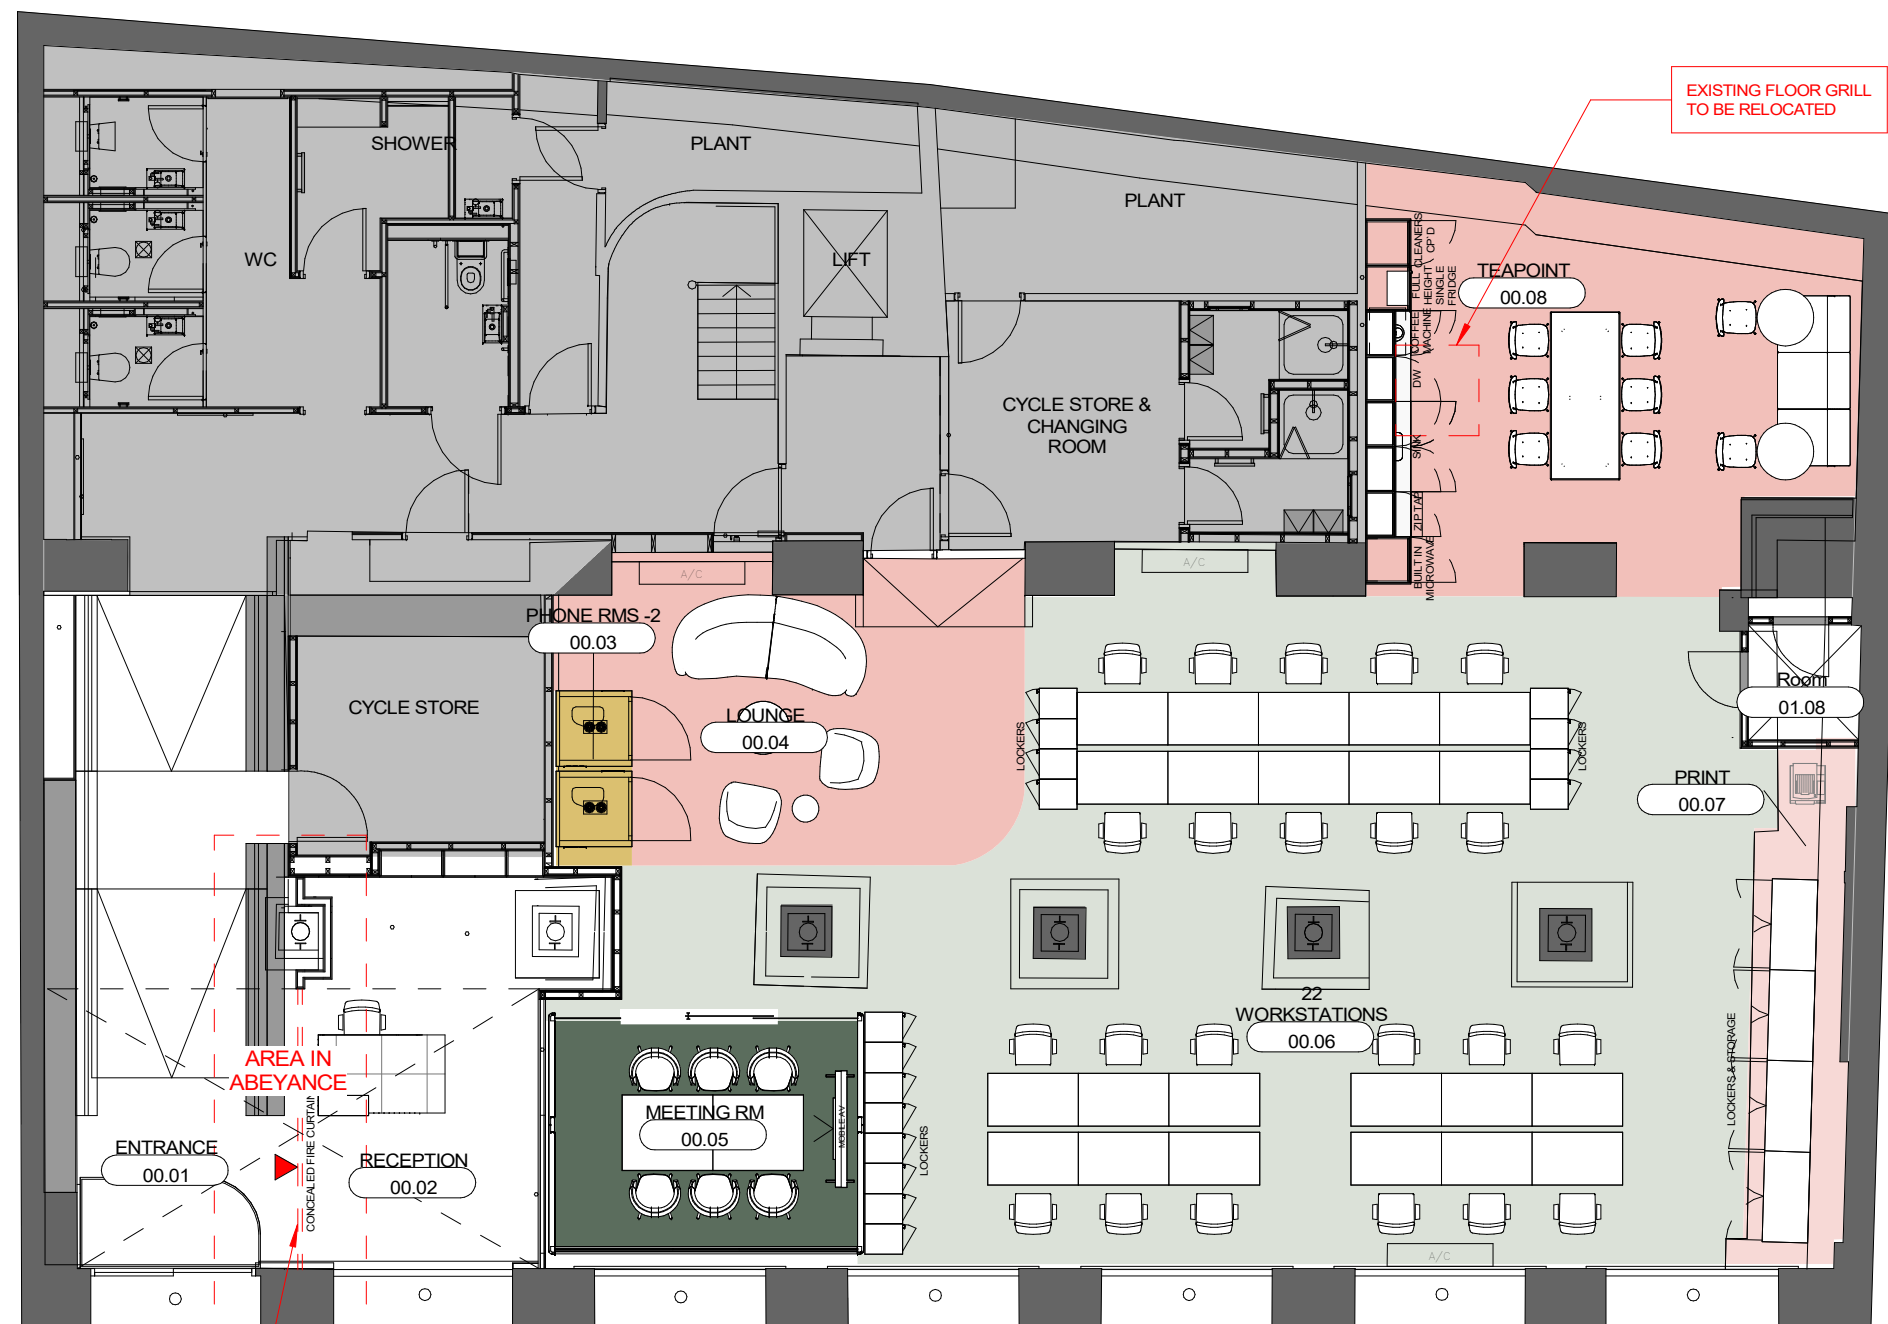 EXISTING FLOOR GRILL
TO BE RELOCATED
SHOWER
PLANT
PLANT
WC
LIFT
CLEANERS
CP'D
FULL
HEIGHT
SINGLE
FRIDGE
TEAPOINT
00.08
COFFEE
MACHINE
DW
CYCLE STORE &
CHANGING
ROOM
SINK
ZIP TAP
BUILT IN
MICROWAVE
A/C
A/C
PHONE RMS -2
00.03
CYCLE STORE
LOUNGE
00.04
LOCKERS
LOCKERS
Room
01.08
PRINT
00.07
22
WORKSTATIONS
00.06
LOCKERS & STORAGE
AREA IN
ABEYANCE
CONCEALED FIRE CURTAIN
ENTRANCE
00.01
RECEPTION
00.02
MEETING RM
00.05
MOBILE AV
LOCKERS
A/C